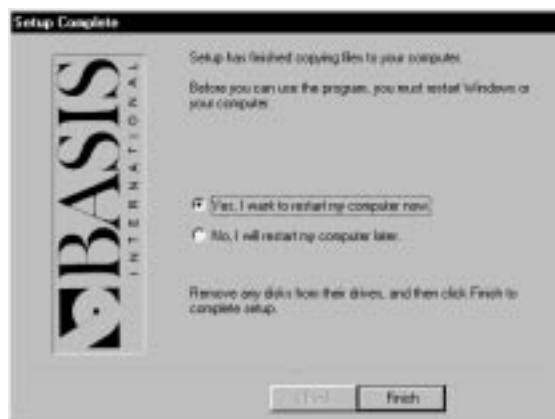 Setup Complete
BASIS
INTERNATIONAL
Setup has finished copying files to your computer.
Before you can use the program, you must restart Windows or
your computer.
Yes, I want to restart my computer now.
No, I will restart my computer later.
Remove any disks from their drives, and then click Finish to
complete setup.
Finish